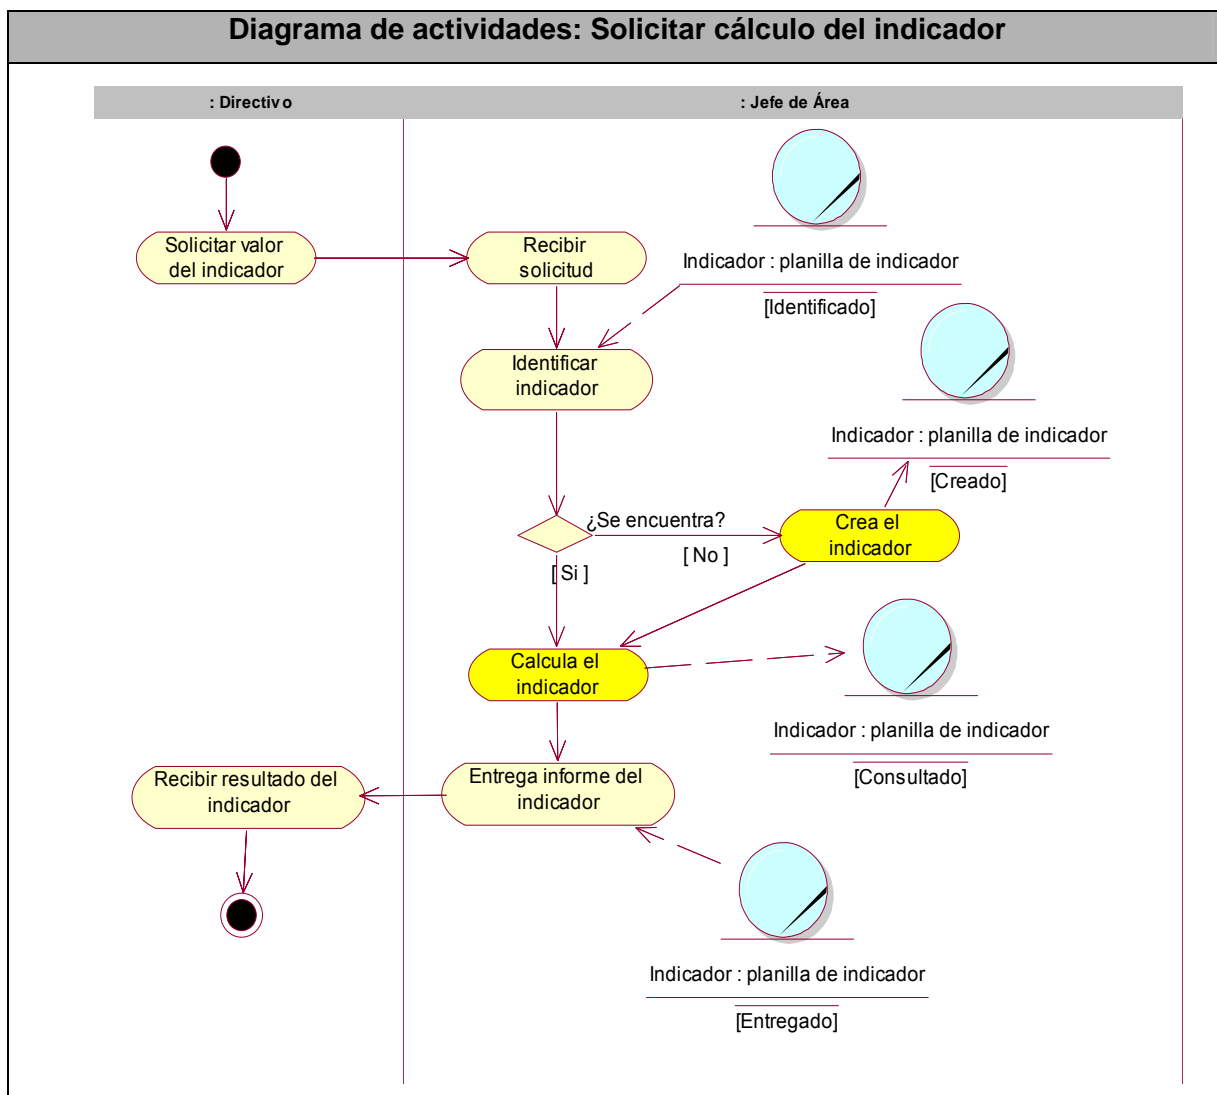 Diagrama de actividades: Solicitar cálculo del indicador
: Directivo
: Jefe de Área
Solicitar valor
del indicador
Recibir
solicitud
Indicador : planilla de indicador
[Identificado]
Identificar
indicador
Indicador : planilla de indicador
[Creado]
¿Se encuentra?
[ No ]
[ Si ]
Crea el
indicador
Calcula el
indicador
Indicador : planilla de indicador
[Consultado]
Entrega informe del
indicador
Recibir resultado del
indicador
Indicador : planilla de indicador
[Entregado]